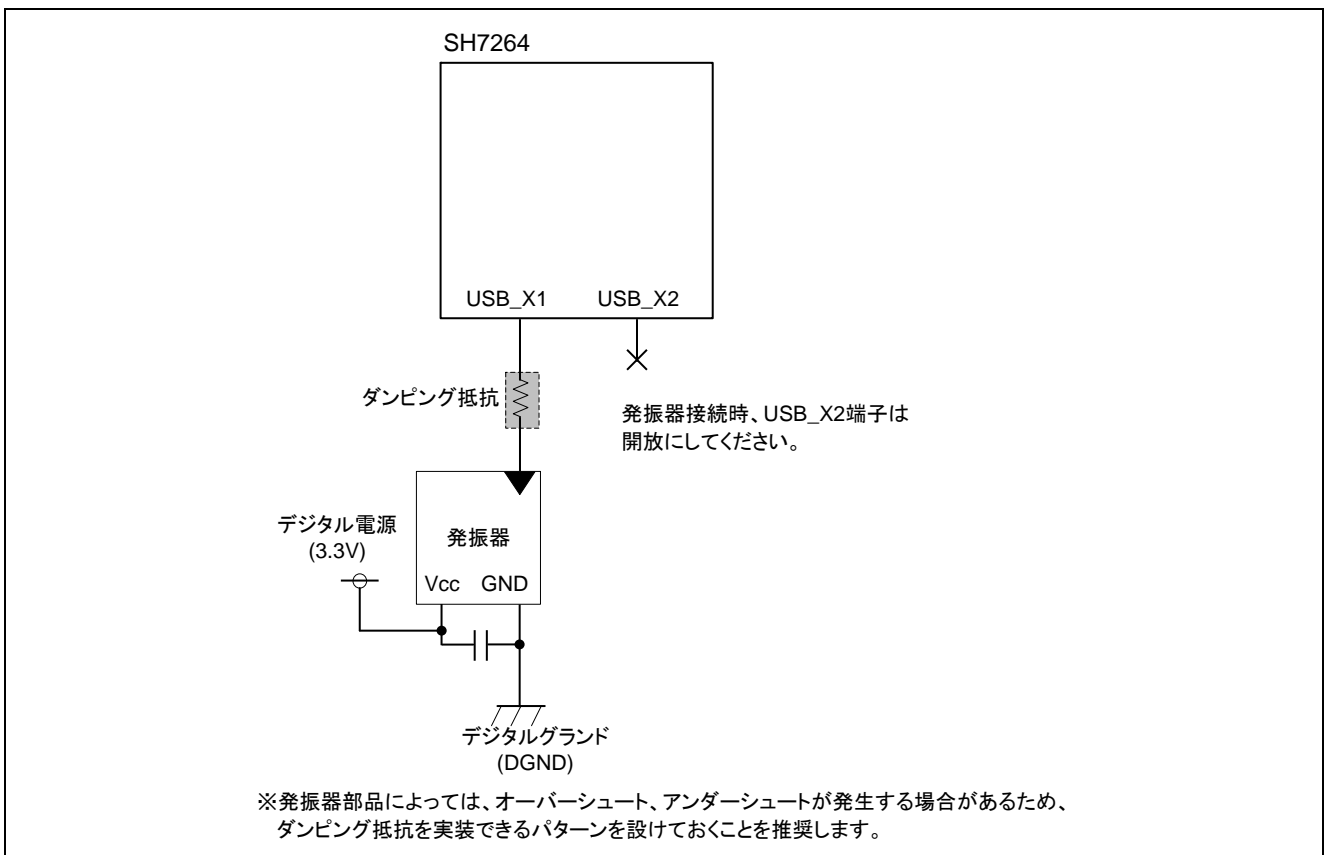 SH7264
USB_X1 USB_X2
ダンピング抵抗
発振器接続時、USB_X2端子は
開放にしてください。
デジタル電源
(3.3V)
発振器
Vcc GND
デジタルグランド
(DGND)
※発振器部品によっては、オーバーシュート、アンダーシュートが発生する場合があるため、
ダンピング抵抗を実装できるパターンを設けておくことを推奨します。